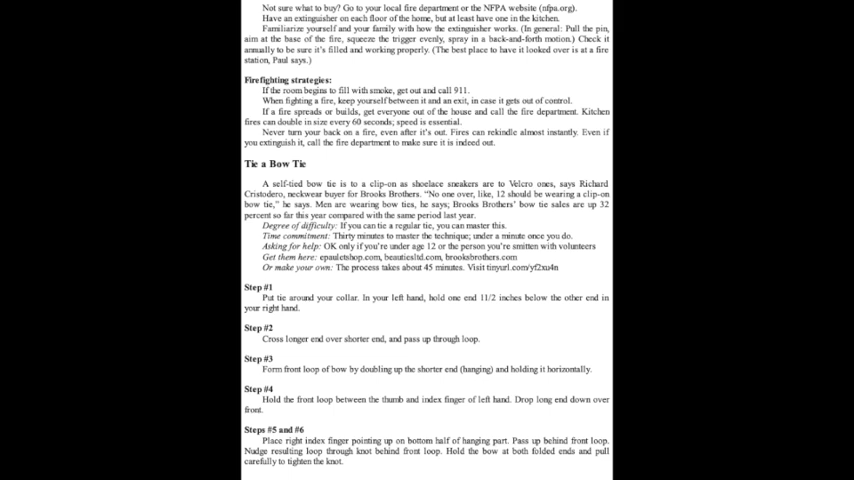 Not sure what to buy? Go to your local fire department or the NFPA website (nfpa.org).
Have an extinguisher on each floor of the home, but at least have one in the kitchen.
Familiarize yourself and your family with how the extinguisher works. (In general: Pull the pin,
aim at the base of the fire, squeeze the trigger evenly, spray in a back-and-forth motion.) Check it
annually to be sure it's filled and working properly. (The best place to have it looked over is at a fire
station, Paul says.)
Firefighting strategies:
If the room begins to fill with smoke, get out and call 911.
When fighting a fire, keep yourself between it and an exit, in case it gets out of control.
If a fire spreads or builds, get everyone out of the house and call the fire department. Kitchen
fires can double in size every 60 seconds; speed is essential.
Never turn your back on a fire, even after it's out. Fires can rekindle almost instantly. Even if
you extinguish it, call the fire department to make sure it is indeed out.
Tie a Bow Tie
A self-tied bow tie is to a clip-on as shoelace sneakers are to Velcro ones, says Richard
Cristodero, neckwear buyer for Brooks Brothers. "No one over, like, 12 should be wearing a clip-on
bow tie," he says. Men are wearing bow ties, he says; Brooks Brothers' bow tie sales are up 32
percent so far this year compared with the same period last year.
Degree of difficulty: If you can tie a regular tie, you can master this.
Time commitment: Thirty minutes to master the technique; under a minute once you do.
Asking for help: OK only if you're under age 12 or the person you're smitten with volunteers
Get them here: epauletshop.com, beautiesltd.com, brooksbrothers.com
Or make your own: The process takes about 45 minutes. Visit tinyurl.com/yf2xu4n
Step #1
Put tie around your collar. In your left hand, hold one end 11/2 inches below the other end in
your right hand.
Step #2
Cross longer end over shorter end, and pass up through loop.
Step #3
Form front loop of bow by doubling up the shorter end (hanging) and holding it horizontally.
Step #4
Hold the front loop between the thumb and index finger of left hand. Drop long end down over
front.
Steps #5 and #6
Place right index finger pointing up on bottom half of hanging part. Pass up behind front loop.
Nudge resulting loop through knot behind front loop. Hold the bow at both folded ends and pull
carefully to tighten the knot.